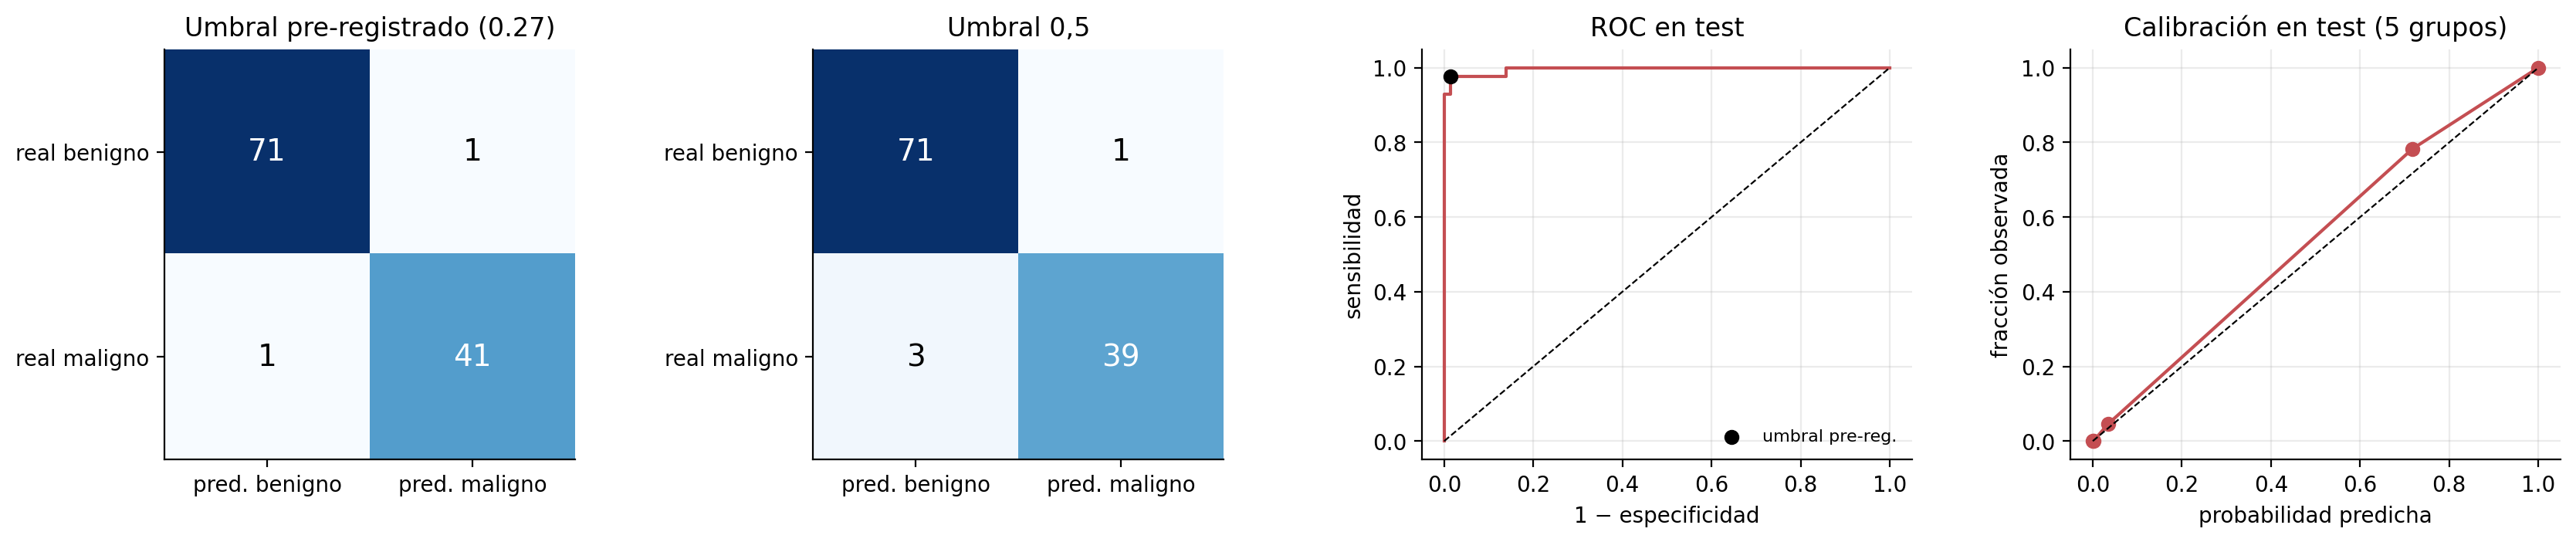 Umbral pre-registrado (0.27)
real benigno
71
1
real maligno
1
41
pred. benigno
pred. maligno
Umbral 0,5
real benigno
71
1
real maligno
3
39
pred. benigno
pred. maligno
ROC en test
sensibilidad
1.0
0.8
0.6
0.4
0.2
0.0
umbral pre-reg.
0.0 0.2 0.4 0.6 0.8 1.0
1 − especificidad
Calibración en test (5 grupos)
fracción observada
1.0
0.8
0.6
0.4
0.2
0.0
0.0 0.2 0.4 0.6 0.8 1.0
probabilidad predicha